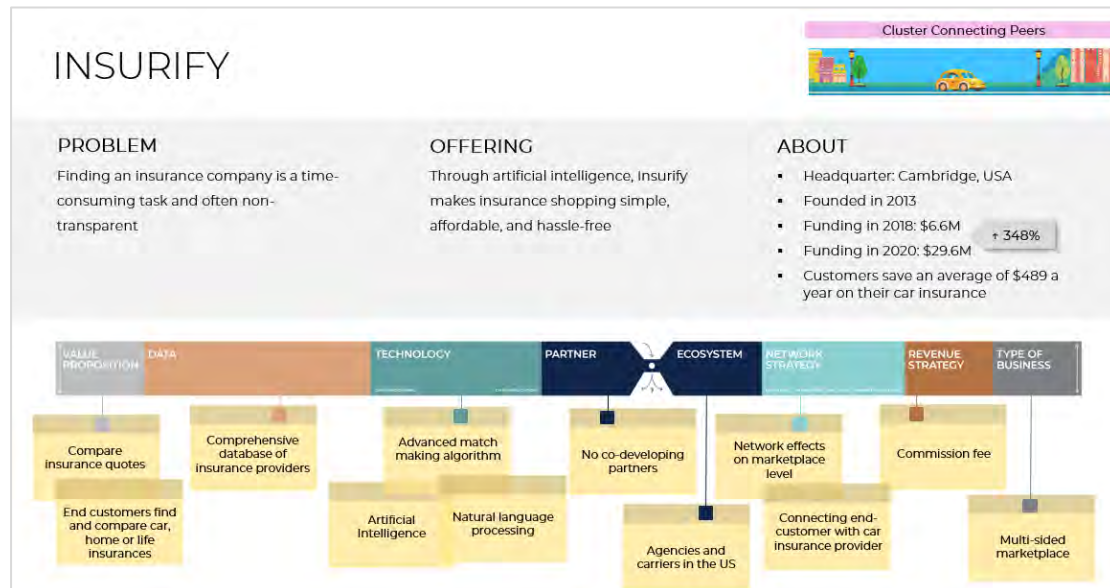 Cluster Connecting Peers
INSURIFY
PROBLEM
Finding an insurance company is a time-
consuming task and often non-
transparent
OFFERING
Through artificial intelligence, Insurify
makes insurance shopping simple,
affordable, and hassle-free
ABOUT
▪ Headquarter: Cambridge, USA
▪ Founded in 2013
▪ Funding in 2018: $6.6M
▪ Funding in 2020: $29.6M
↑ 348%
▪ Customers save an average of $489 a
year on their car insurance
VALUE
PROPOSITION
DATA
TECHNOLOGY
PARTNER
ECOSYSTEM
NETWORK
STRATEGY
REVENUE
STRATEGY
TYPE OF
BUSINESS
Compare
insurance quotes
End customers find
and compare car,
home or life
insurances
Comprehensive
database of
insurance providers
Advanced match
making algorithm
Artificial
Intelligence
Natural language
processing
No co-developing
partners
Agencies and
carriers in the US
Network effects
on marketplace
level
Connecting end-
customer with car
insurance provider
Commission fee
Multi-sided
marketplace